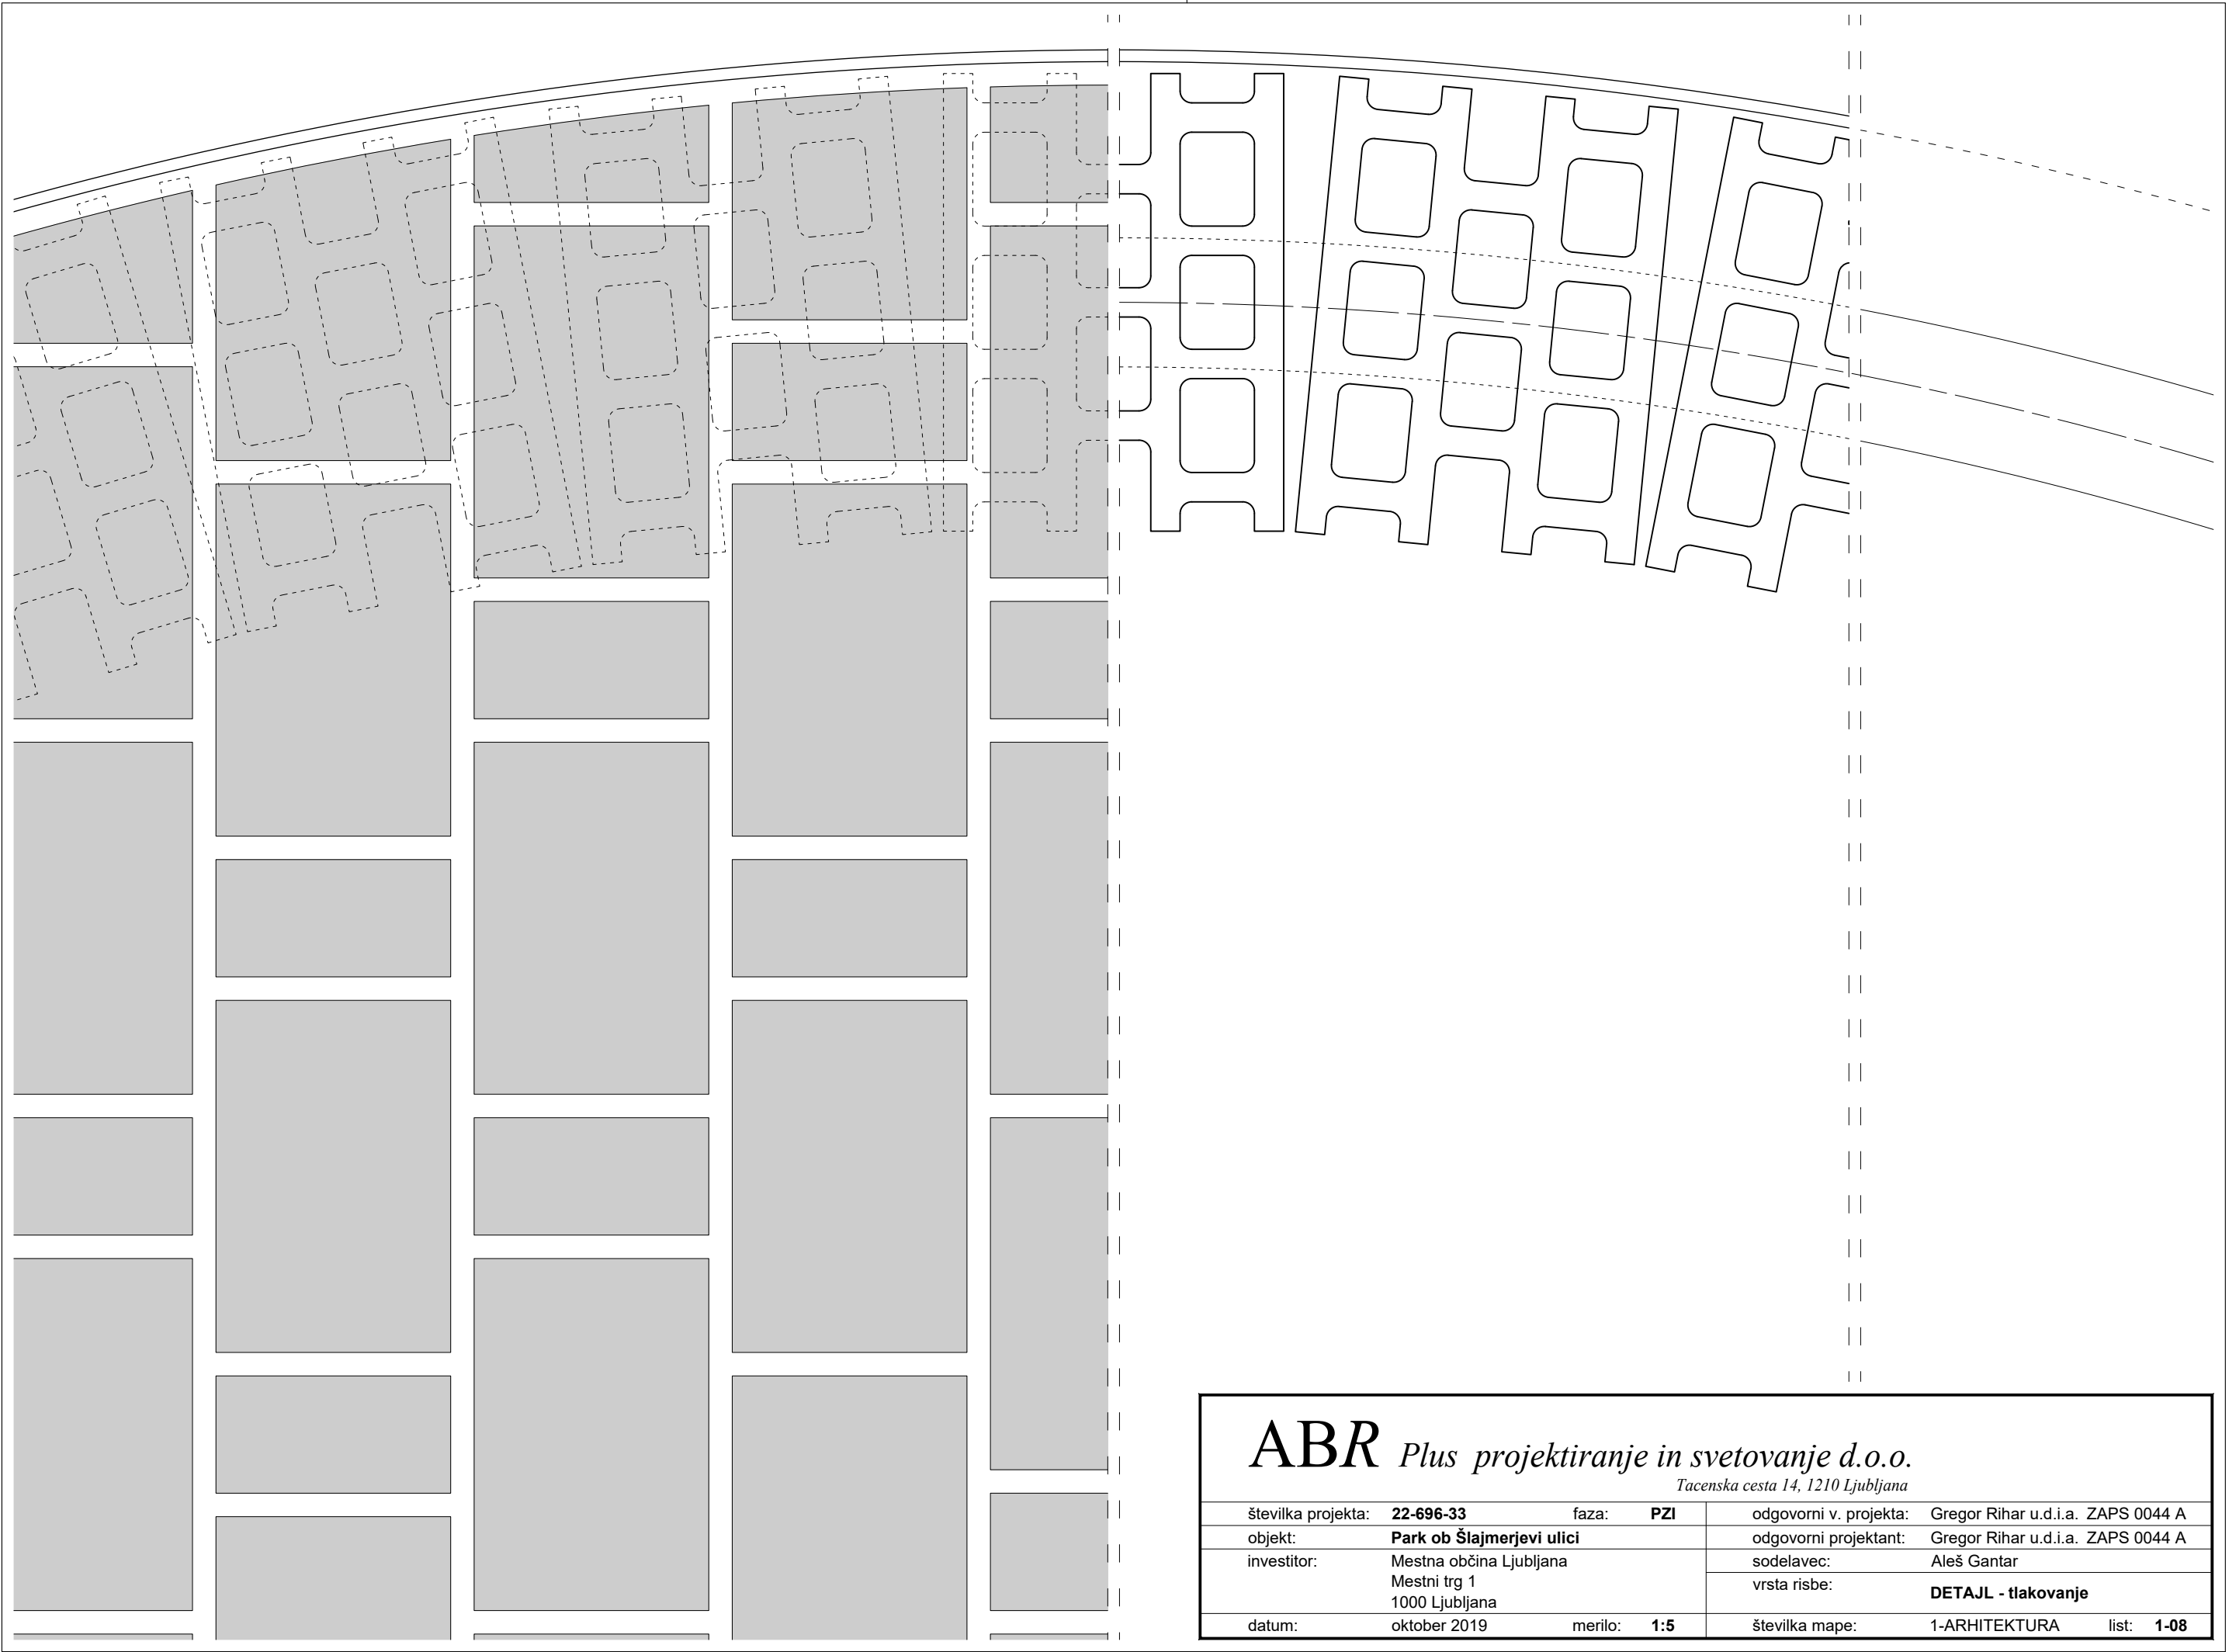 ABR Plus projektiranje in svetovanje d.o.o.
Tacenska cesta 14, 1210 Ljubljana
številka projekta: 22-696-33 faza: PZI odgovorni v. projekta: Gregor Rihar u.d.i.a. ZAPS 0044 A
objekt: Park ob Šlajmerjevi ulici odgovorni projektant: Gregor Rihar u.d.i.a. ZAPS 0044 A
investitor: Mestna občina Ljubljana sodelavec: Aleš Gantar
Mestni trg 1 vrsta risbe: DETAJL - tlakovanje
1000 Ljubljana
datum: oktober 2019 merilo: 1:5 številka mape: 1-ARHITEKTURA list: 1-08